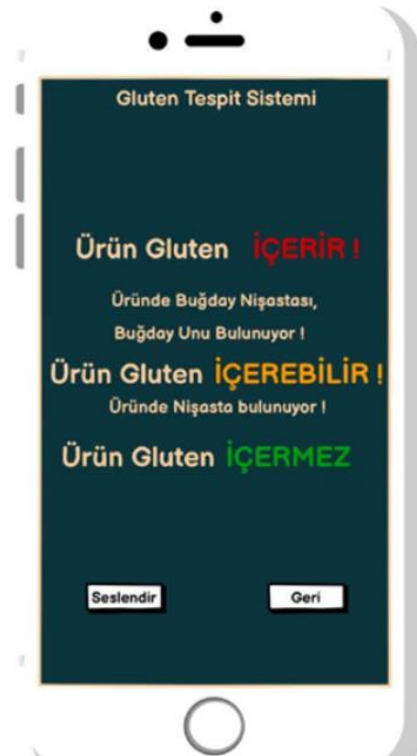 Gluten Tespit Sistemi
Ürün Gluten İÇERİR !
Üründe Buğday Nişastası,
Buğday Unu Bulunuyor !
Ürün Gluten İÇEREBİLİR !
Üründe Nişasta bulunuyor !
Ürün Gluten İÇERMEZ
Seslendir Geri